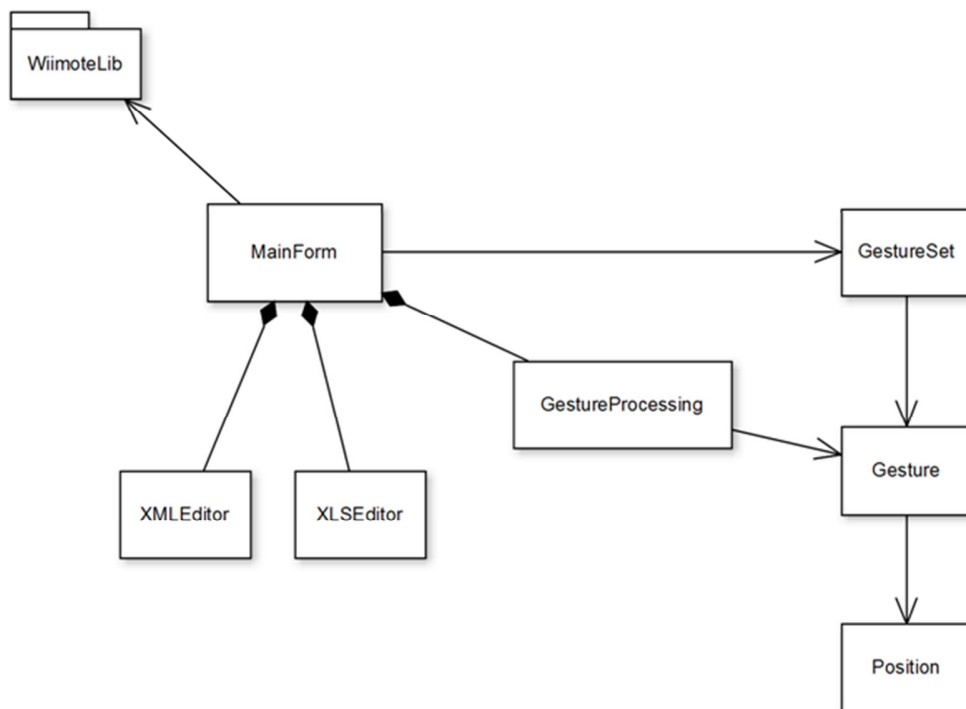 WiimoteLib
MainForm
GestureSet
GestureProcessing
Gesture
XMLEditor
XLSEditor
Position